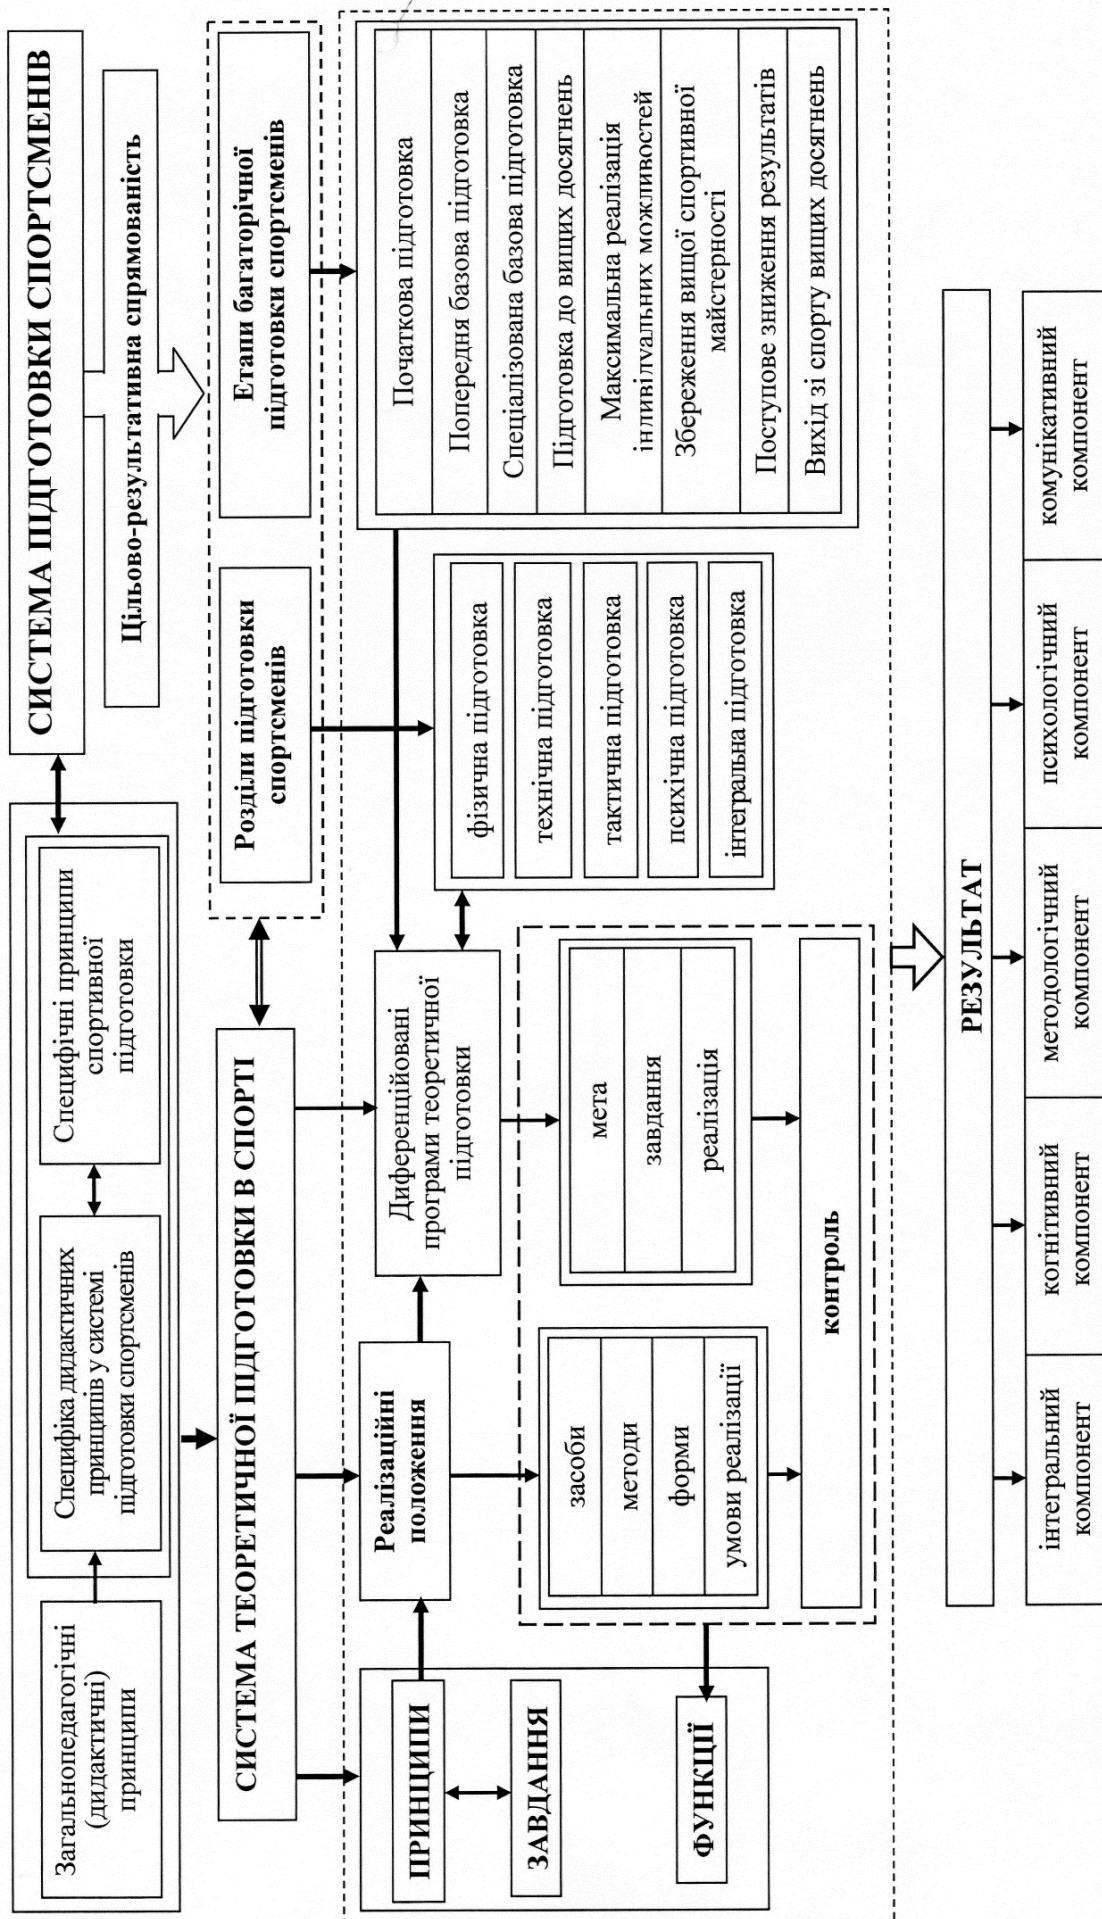 СИСТЕМА ПІДГОТОВКИ СПОРТСМЕНІВ
Цільово-результативна спрямованість
Загальнопедагогічні
(дидактичні)
принципи
Специфіка дидактичних
принципів у системі
підготовки спортсменів
Специфічні принципи
спортивної
підготовки
СИСТЕМА ТЕОРЕТИЧНОЇ ПІДГОТОВКИ В СПОРТІ
Розділи підготовки
спортсменів
Етапи багаторічної
підготовки спортсменів
ПРИНЦИПИ
ЗАВДАННЯ
ФУНКЦІЇ
Реалізаційні
положення
Диференційовані
програми теоретичної
підготовки
засоби
методи
форми
умови реалізації
мета
завдання
реалізація
контроль
фізична підготовка
технічна підготовка
тактична підготовка
психічна підготовка
інтегральна підготовка
Початкова підготовка
Попередня базова підготовка
Спеціалізована базова підготовка
Підготовка до вищих досягнень
Максимальна реалізація
індивідуальних можливостей
Збереження вищої спортивної
майстерності
Поступове зниження результатів
Вихід зі спорту вищих досягнень
РЕЗУЛЬТАТ
інтегральний
компонент
когнітивний
компонент
методологічний
компонент
психологічний
компонент
комунікативний
компонент